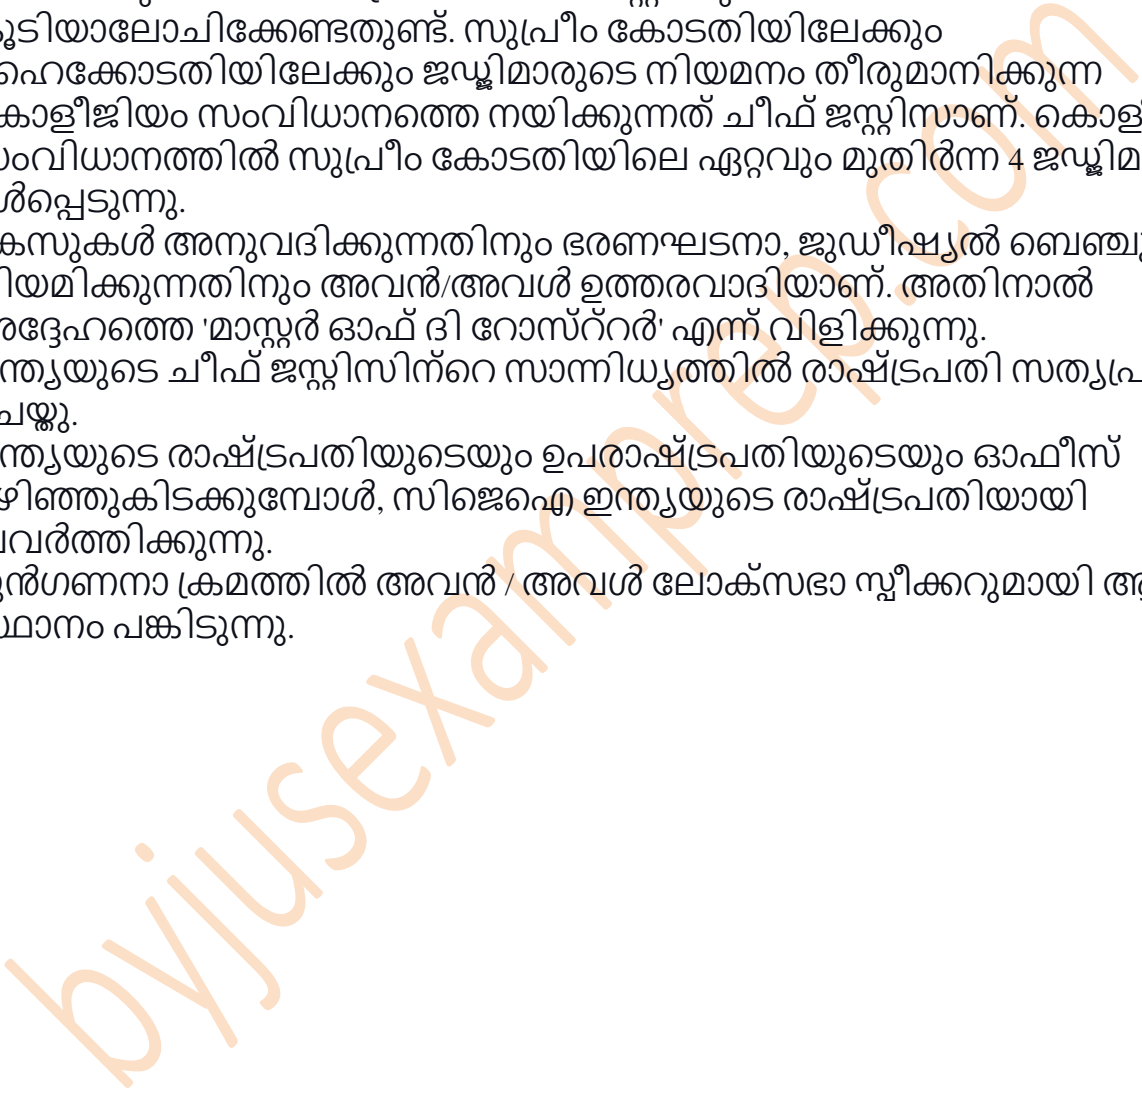 കൂടിയാലോചിക്കേണ്ടതുണ്ട്. സുപ്രീം കോടതിയിലേക്കും
ഹൈക്കോടതിയിലേക്കും ജഡ്ജിമാരുടെ നിയമനം തീരുമാനിക്കുന്ന
കൊളീജിയം സംവിധാനത്തെ നയിക്കുന്നത് ചീഫ് ജസ്റ്റിസാണ്. കൊളീ
സംവിധാനത്തിൽ സുപ്രീം കോടതിയിലെ ഏറ്റവും മുതിർന്ന 4 ജഡ്ജിമാ
ൾപ്പെടുന്നു.
കേസുകൾ അനുവദിക്കുന്നതിനും ഭരണഘടനാ, ജുഡീഷ്യൽ ബെഞ്ചു
ിയമിക്കുന്നതിനും അവൻ/അവൾ ഉത്തരവാദിയാണ്. അതിനാൽ
അദ്ദേഹത്തെ 'മാസ്റ്റർ ഓഫ് ദി റോസ്റ്റർ' എന്ന് വിളിക്കുന്നു.
ന്ത്യയുടെ ചീഫ് ജസ്റ്റിസിന്റെ സാന്നിധ്യത്തിൽ രാഷ്ട്രപതി സത്യപ്ര
ചെയ്തു.
ന്ത്യയുടെ രാഷ്ട്രപതിയുടെയും ഉപരാഷ്ട്രപതിയുടെയും ഓഫീസ്
ഴിഞ്ഞുകിടക്കുമ്പോൾ, സിജെഐ ഇന്ത്യയുടെ രാഷ്ട്രപതിയായി
പ്രവർത്തിക്കുന്നു.
മുൻഗണനാ ക്രമത്തിൽ അവൻ / അവൾ ലോക്സഭാ സ്പീക്കറുമായി ആ
സ്ഥാനം പങ്കിടുന്നു.
byjusexamprep.com